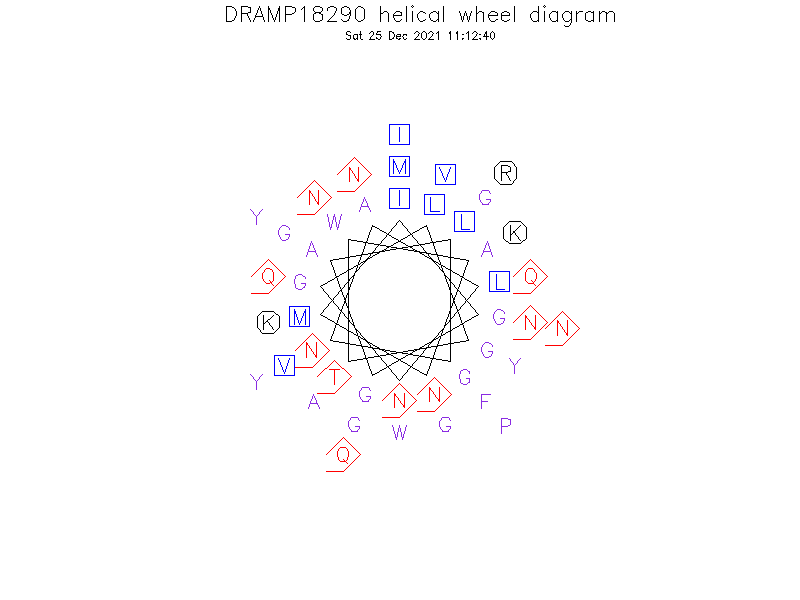 DRAMP18290 helical wheel diagram
Sat 25 Dec 2021 11:12:40
I
N M V R
N I G
Y A W L L
G A K
A
Q G L Q
K M G N N
N G
V Y
Y T G
A G N N F
G W G P
Q